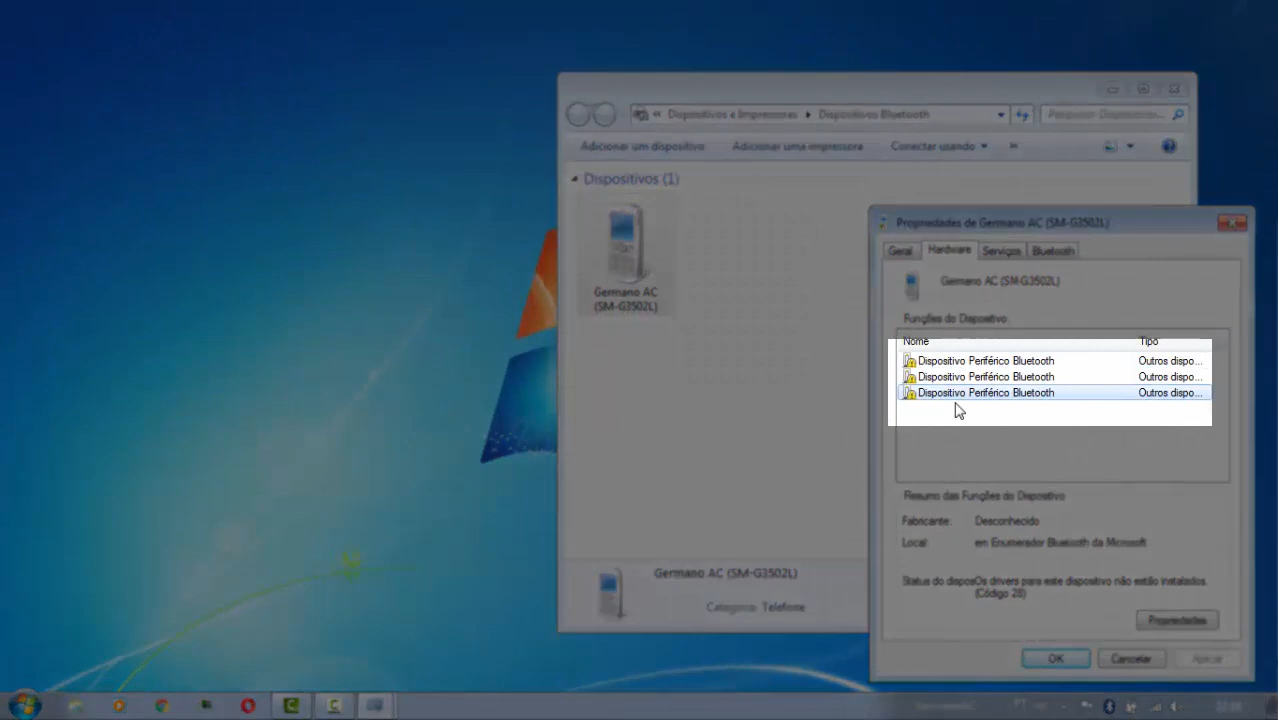 « Dispositivos e Impressoras ▸ Dispositivos Bluetooth
Pesquisar Dispositivos...
Adicionar um dispositivo Adicionar uma impressora Conectar usando »
Dispositivos (1)
Germano AC
(SM-G3502L)
Germano AC (SM-G3502L)
Categoria: Telefone
Propriedades de Germano AC (SM-G3502L)
Geral Hardware Serviços Bluetooth
Germano AC (SM-G3502L)
Funções do Dispositivo:
Nome Tipo
Dispositivo Periférico Bluetooth Outros dispo...
Dispositivo Periférico Bluetooth Outros dispo...
Dispositivo Periférico Bluetooth Outros dispo...
Resumo das Funções do Dispositivo
Fabricante: Desconhecido
Local: em Enumerador Bluetooth da Microsoft
Status do disposOs drivers para este dispositivo não estão instalados.
(Código 28)
Propriedades
OK Cancelar Aplicar
PT